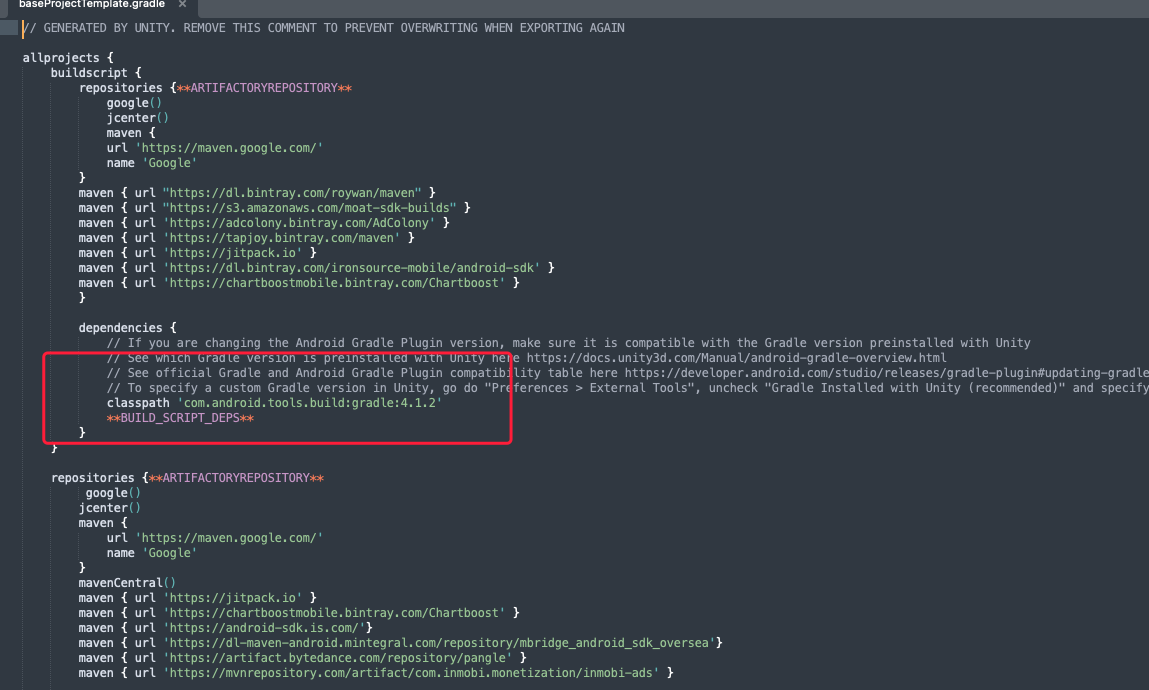 baseProjectTemplate.gradle ×
// GENERATED BY UNITY. REMOVE THIS COMMENT TO PREVENT OVERWRITING WHEN EXPORTING AGAIN
allprojects {
buildscript {
repositories {**ARTIFACTORYREPOSITORY**
google()
jcenter()
maven {
url 'https://maven.google.com/'
name 'Google'
}
maven { url "https://dl.bintray.com/roywan/maven" }
maven { url "https://s3.amazonaws.com/moat-sdk-builds" }
maven { url 'https://adcolony.bintray.com/AdColony' }
maven { url 'https://tapjoy.bintray.com/maven' }
maven { url 'https://jitpack.io' }
maven { url 'https://dl.bintray.com/ironsource-mobile/android-sdk' }
maven { url 'https://chartboostmobile.bintray.com/Chartboost' }
}
dependencies {
// If you are changing the Android Gradle Plugin version, make sure it is compatible with the Gradle version preinstalled with Unity
// See which Gradle version is preinstalled with Unity here https://docs.unity3d.com/Manual/android-gradle-overview.html
// See official Gradle and Android Gradle Plugin compatibility table here https://developer.android.com/studio/releases/gradle-plugin#updating-gradle
// To specify a custom Gradle version in Unity, go do "Preferences > External Tools", uncheck "Gradle Installed with Unity (recommended)" and specify
classpath 'com.android.tools.build:gradle:4.1.2'
**BUILD_SCRIPT_DEPS**
}
}
repositories {**ARTIFACTORYREPOSITORY**
google()
jcenter()
maven {
url 'https://maven.google.com/'
name 'Google'
}
mavenCentral()
maven { url 'https://jitpack.io' }
maven { url 'https://chartboostmobile.bintray.com/Chartboost' }
maven { url 'https://android-sdk.is.com/'}
maven { url 'https://dl-maven-android.mintegral.com/repository/mbridge_android_sdk_oversea'}
maven { url 'https://artifact.bytedance.com/repository/pangle' }
maven { url 'https://mvnrepository.com/artifact/com.inmobi.monetization/inmobi-ads' }